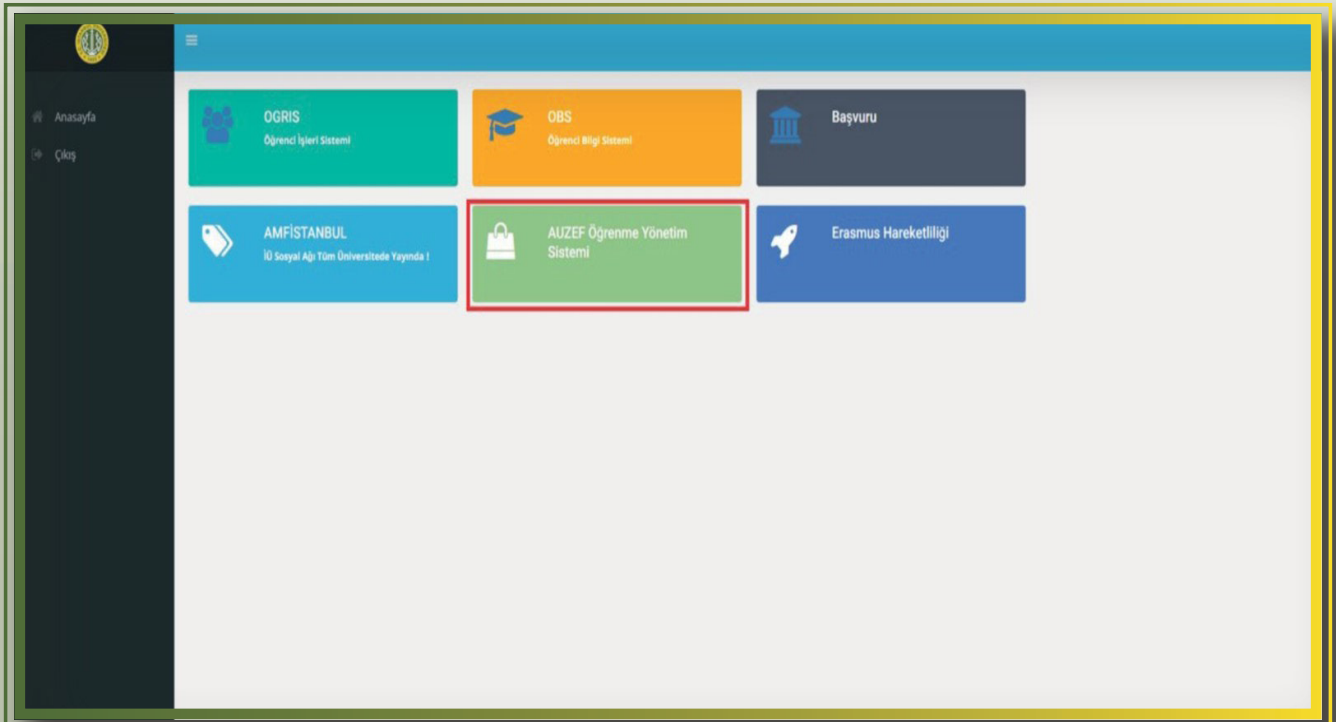 Anasayfa
Çıkış
OGRIS
Öğrenci İşleri Sistemi
OBS
Öğrenci Bilgi Sistemi
Başvuru
AMFİSTANBUL
İÜ Sosyal Ağı Tüm Üniversitede Yayında !
AUZEF Öğrenme Yönetim
Sistemi
Erasmus Hareketliliği